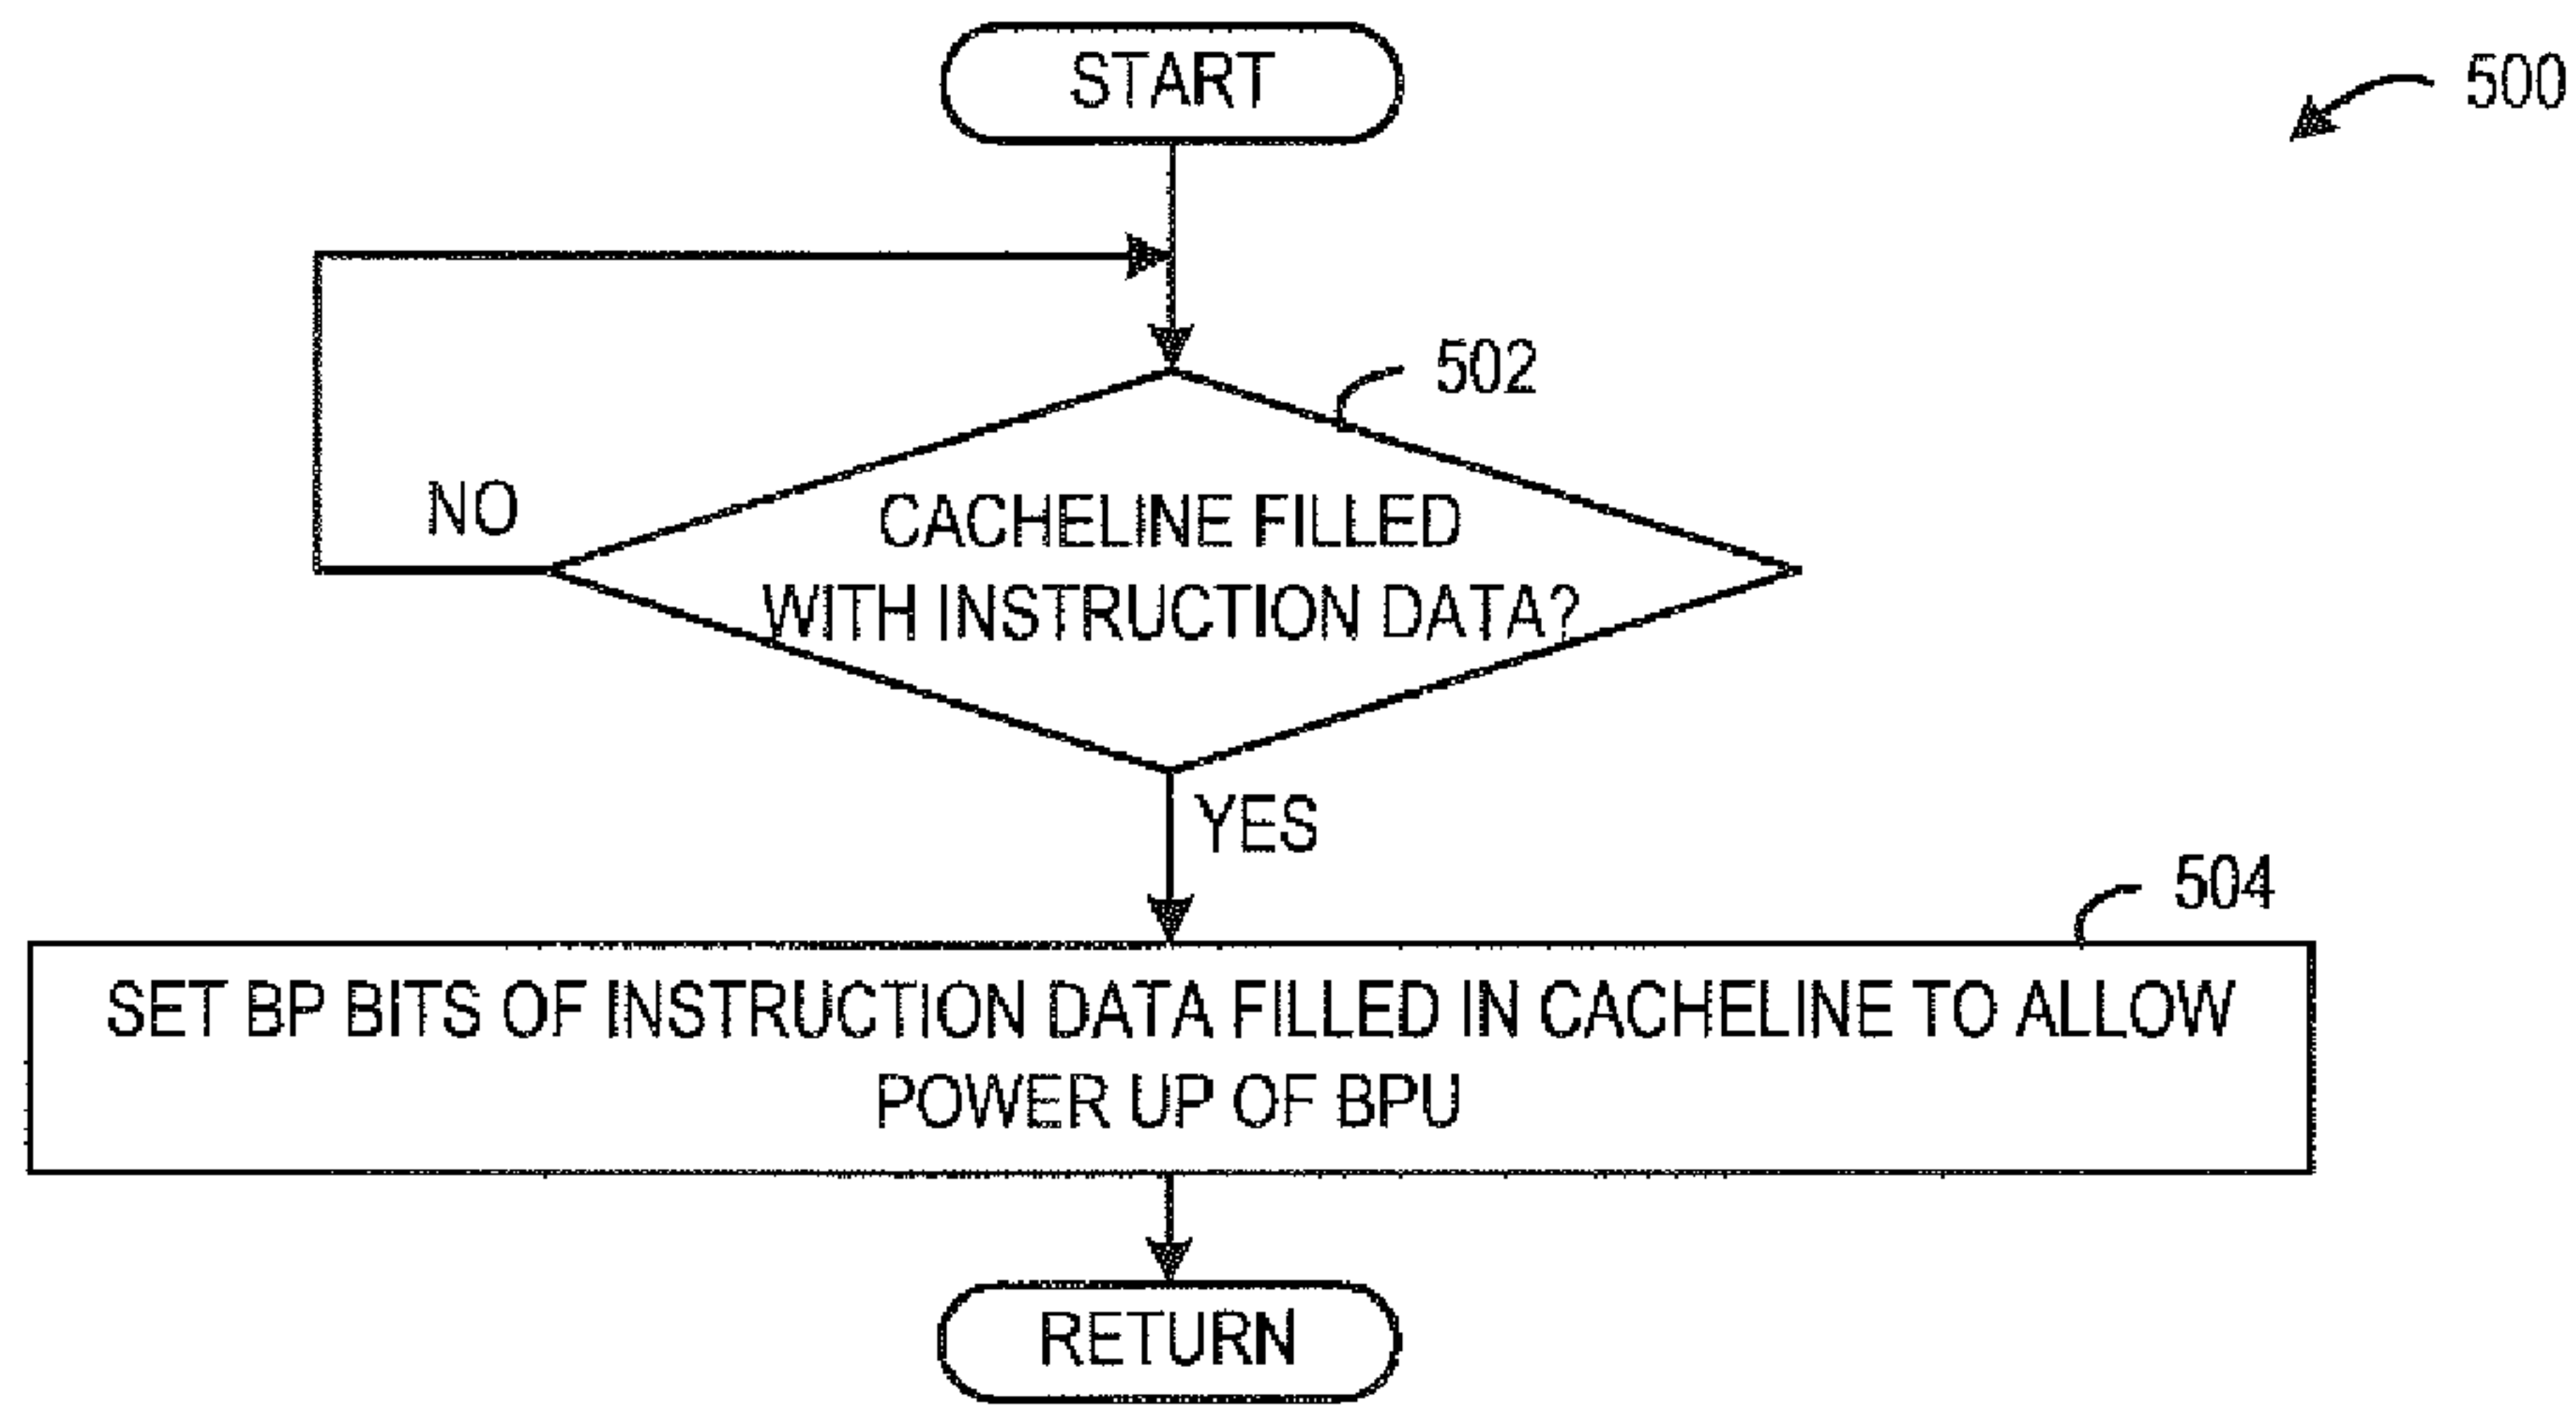 START
500
502
NO
CACHELINE FILLED
WITH INSTRUCTION DATA?
YES
504
SET BP BITS OF INSTRUCTION DATA FILLED IN CACHELINE TO ALLOW
POWER UP OF BPU
RETURN